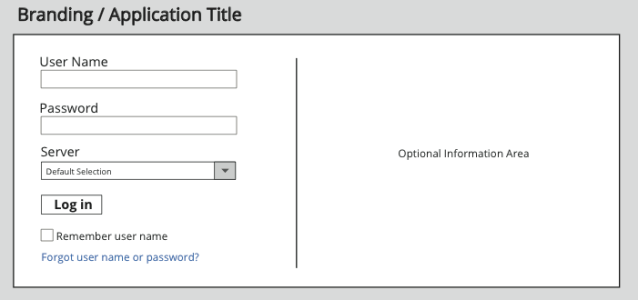 Branding / Application Title
User Name
Password
Server
Default Selection
Log in
Remember user name
Forgot user name or password?
Optional Information Area